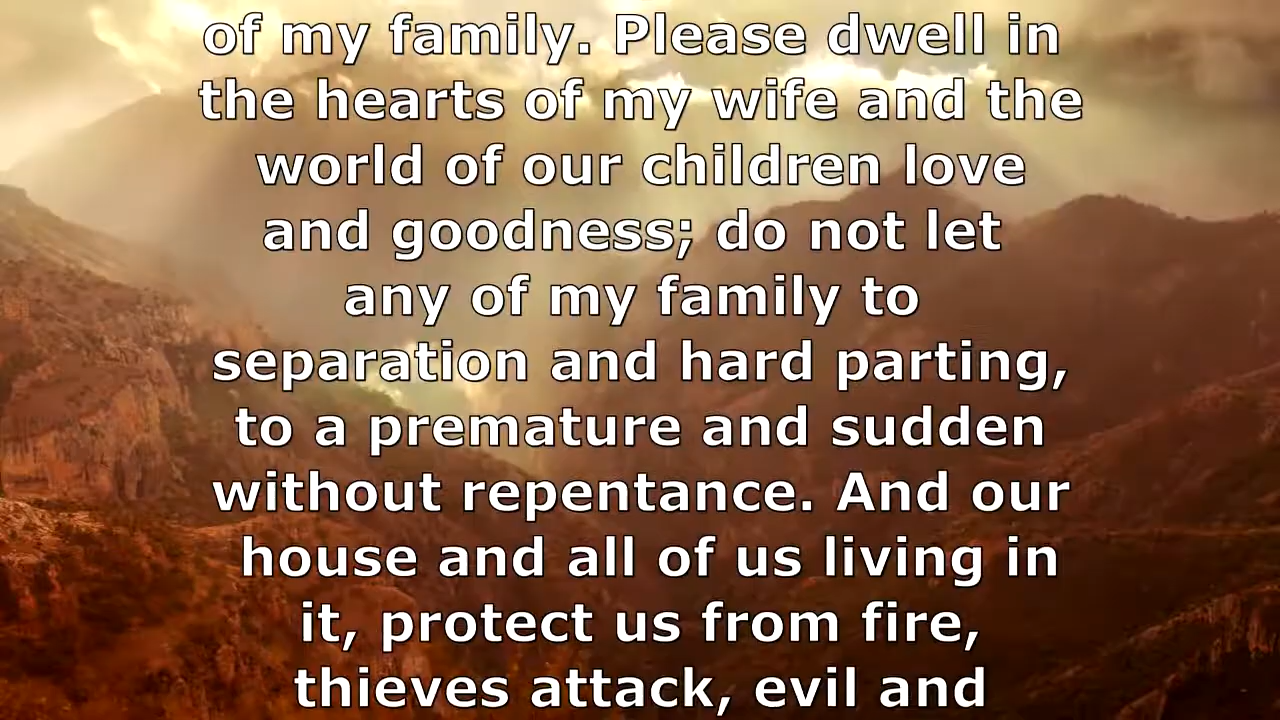 of my family. Please dwell in
the hearts of my wife and the
world of our children love
and goodness; do not let
any of my family to
separation and hard parting,
to a premature and sudden
without repentance. And our
house and all of us living in
it, protect us from fire,
thieves attack, evil and